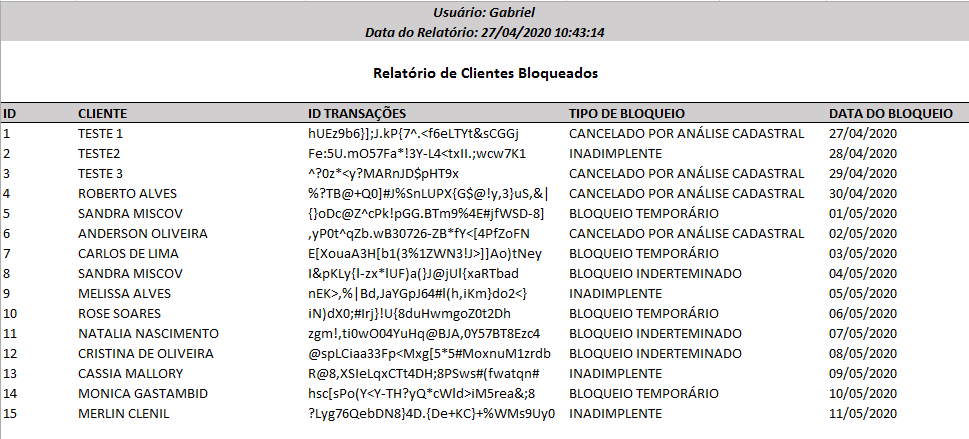 Usuário: Gabriel
Data do Relatório: 27/04/2020 10:43:14
Relatório de Clientes Bloqueados
ID CLIENTE ID TRANSAÇÕES TIPO DE BLOQUEIO DATA DO BLOQUEIO
1 TESTE 1 hUEz9b6}];J.kP{7^.<f6eLTYt&sCGGj CANCELADO POR ANÁLISE CADASTRAL 27/04/2020
2 TESTE2 Fe:5U.mO57Fa*!3Y-L4<txII.;wcw7K1 INADIMPLENTE 28/04/2020
3 TESTE 3 ^?0z*<y?MARnJD$pHT9x CANCELADO POR ANÁLISE CADASTRAL 29/04/2020
4 ROBERTO ALVES %?TB@+Q0]#J%SnLUPX{G$@!y,3}uS,&| CANCELADO POR ANÁLISE CADASTRAL 30/04/2020
5 SANDRA MISCOV {}oDc@Z^cPk!pGG.BTm9%4E#jfWSD-8] BLOQUEIO TEMPORÁRIO 01/05/2020
6 ANDERSON OLIVEIRA ,yP0t^qZb.wB30726-ZB*fY<[4PfZoFN CANCELADO POR ANÁLISE CADASTRAL 02/05/2020
7 CARLOS DE LIMA E[XouaA3H[b1(3%1ZWN3!J>]]Ao)tNey BLOQUEIO TEMPORÁRIO 03/05/2020
8 SANDRA MISCOV I&pKLy{l-zx*lUF)a(}J@jUl{xaRTbad BLOQUEIO INDERTEMINADO 04/05/2020
9 MELISSA ALVES nEK>,%|Bd,JaYGpJ64#l(h,iKm}do2<} INADIMPLENTE 05/05/2020
10 ROSE SOARES iN)dX0;#Irj}!U{8duHwmgoZ0t2Dh BLOQUEIO TEMPORÁRIO 06/05/2020
11 NATALIA NASCIMENTO zgm!,ti0wO04YuHq@BJA,0Y57BT8Ezc4 BLOQUEIO INDERTEMINADO 07/05/2020
12 CRISTINA DE OLIVEIRA @spLCiaa33Fp<Mxg[5*5#MoxnuM1zrdb BLOQUEIO INDERTEMINADO 08/05/2020
13 CASSIA MALLORY R@8,XSIeLqxCTt4DH;8PSws#(fwatqn# INADIMPLENTE 09/05/2020
14 MONICA GASTAMBID hsc[sPo(Y<Y-TH?yQ*cWld>iM5rea&;8 BLOQUEIO TEMPORÁRIO 10/05/2020
15 MERLIN CLENIL ?Lyg76QebDN8}4D.{De+KC}+%WMs9Uy0 INADIMPLENTE 11/05/2020